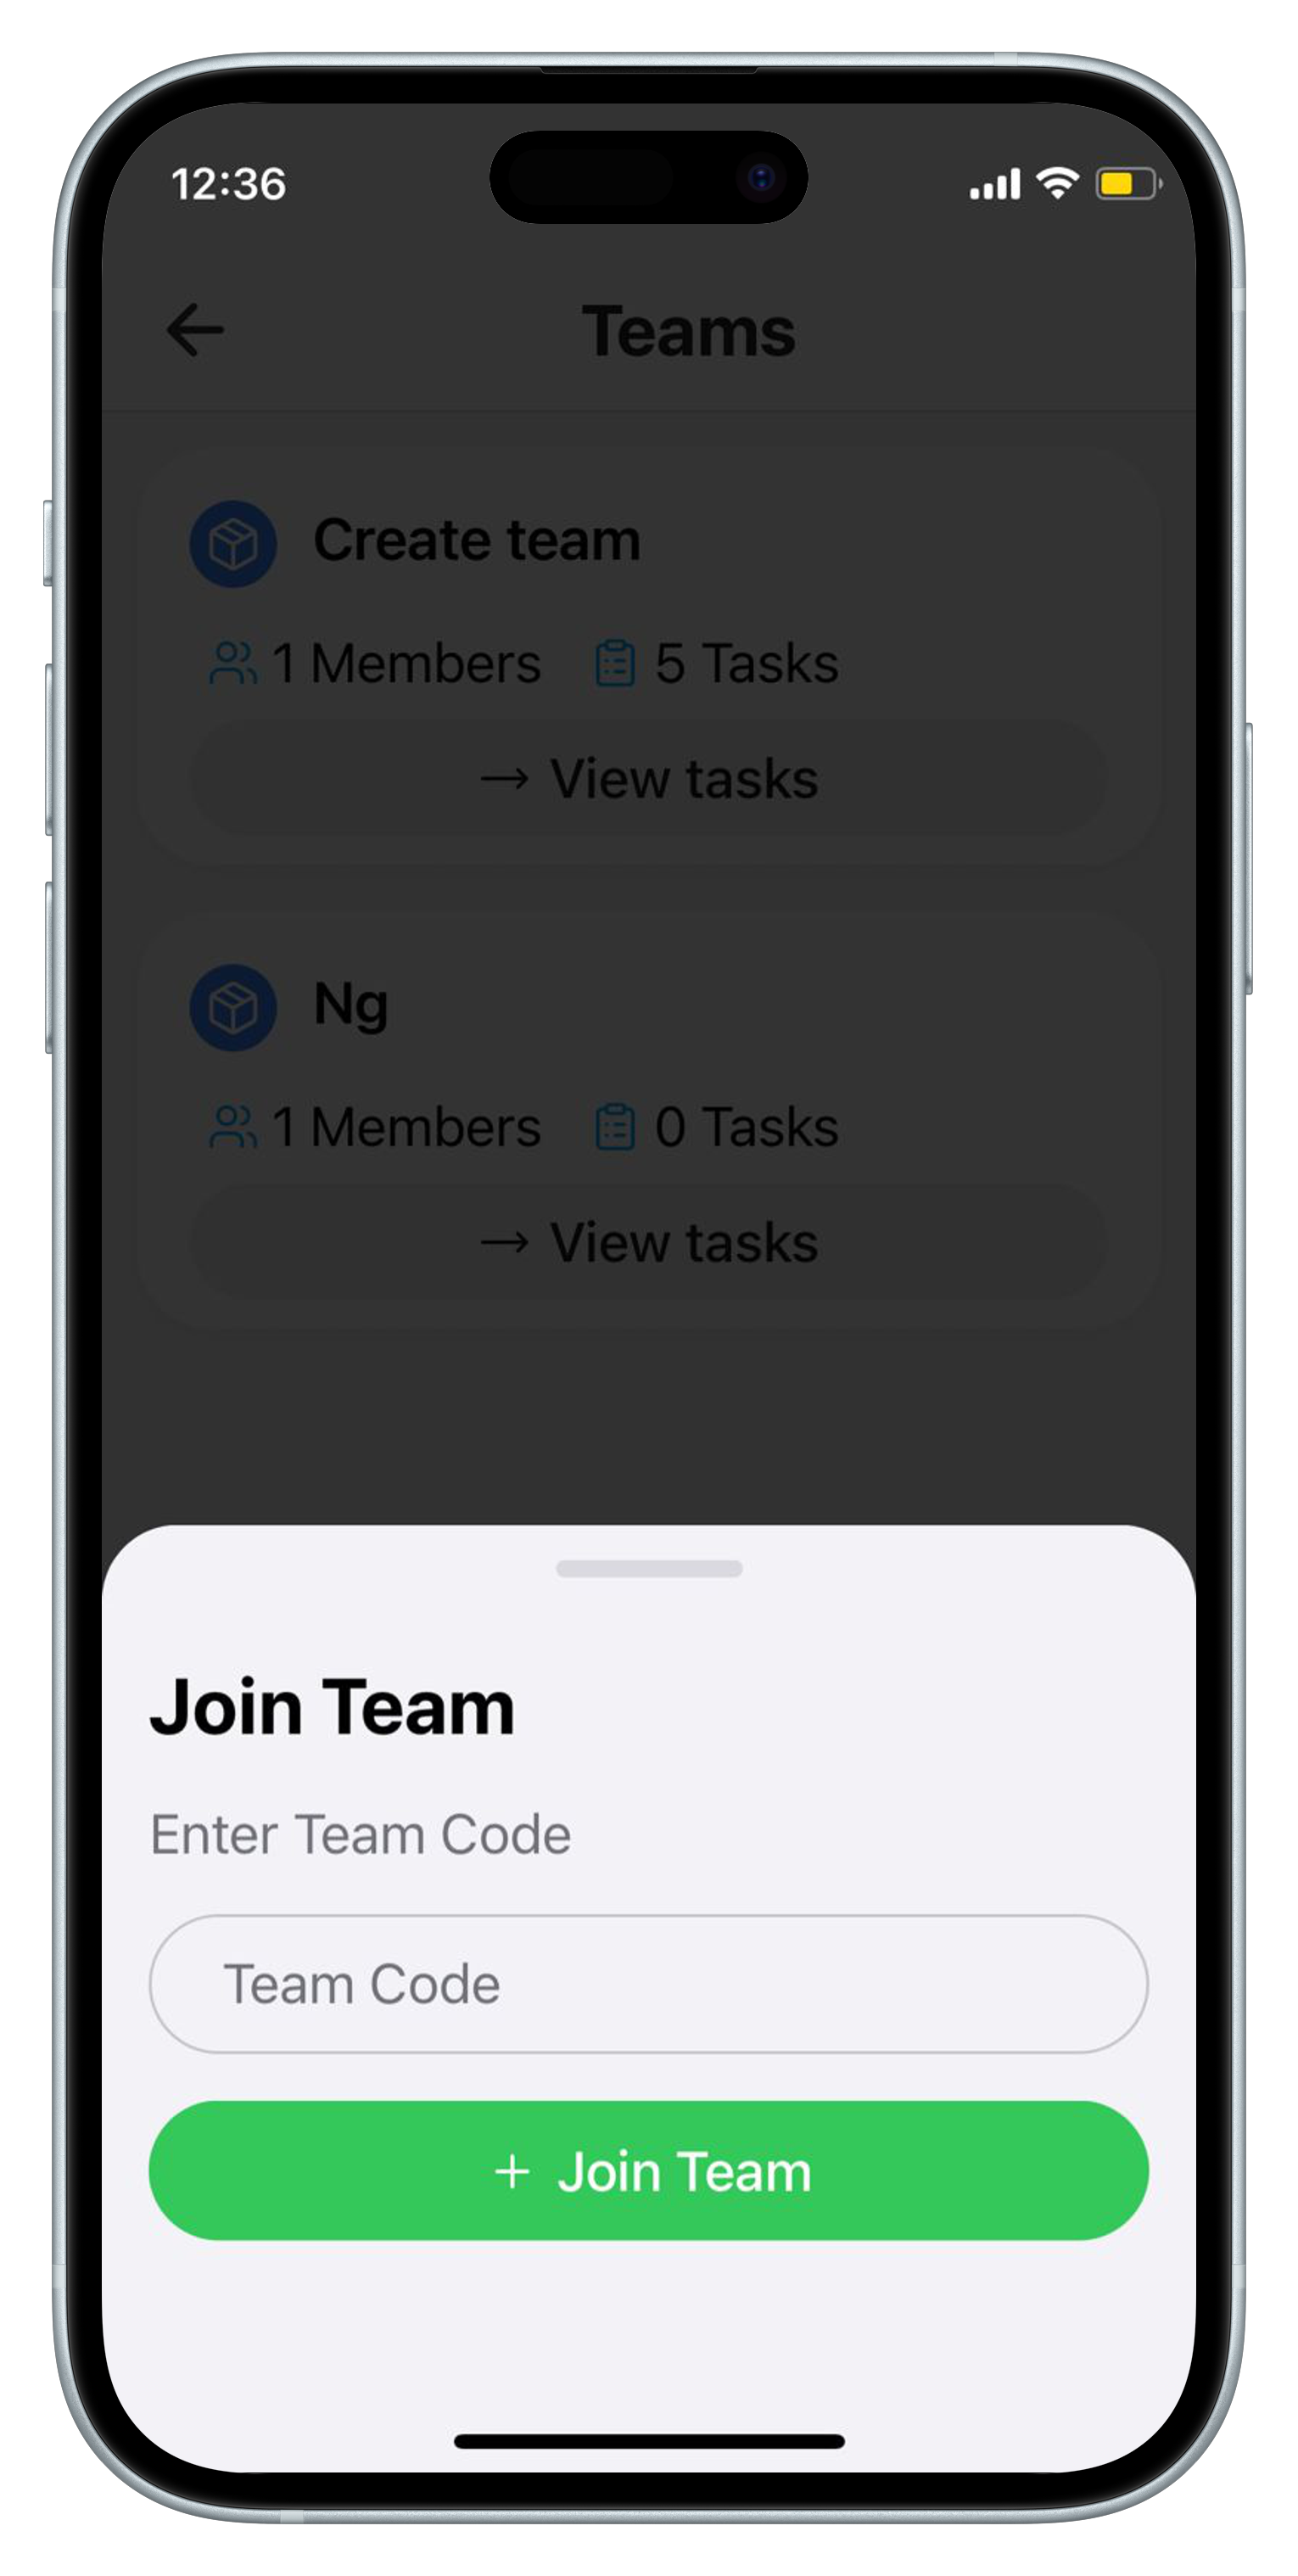 12:36
Teams
Create team
1 Members 5 Tasks
→ View tasks
Ng
1 Members 0 Tasks
→ View tasks
Join Team
Enter Team Code
Team Code
+ Join Team